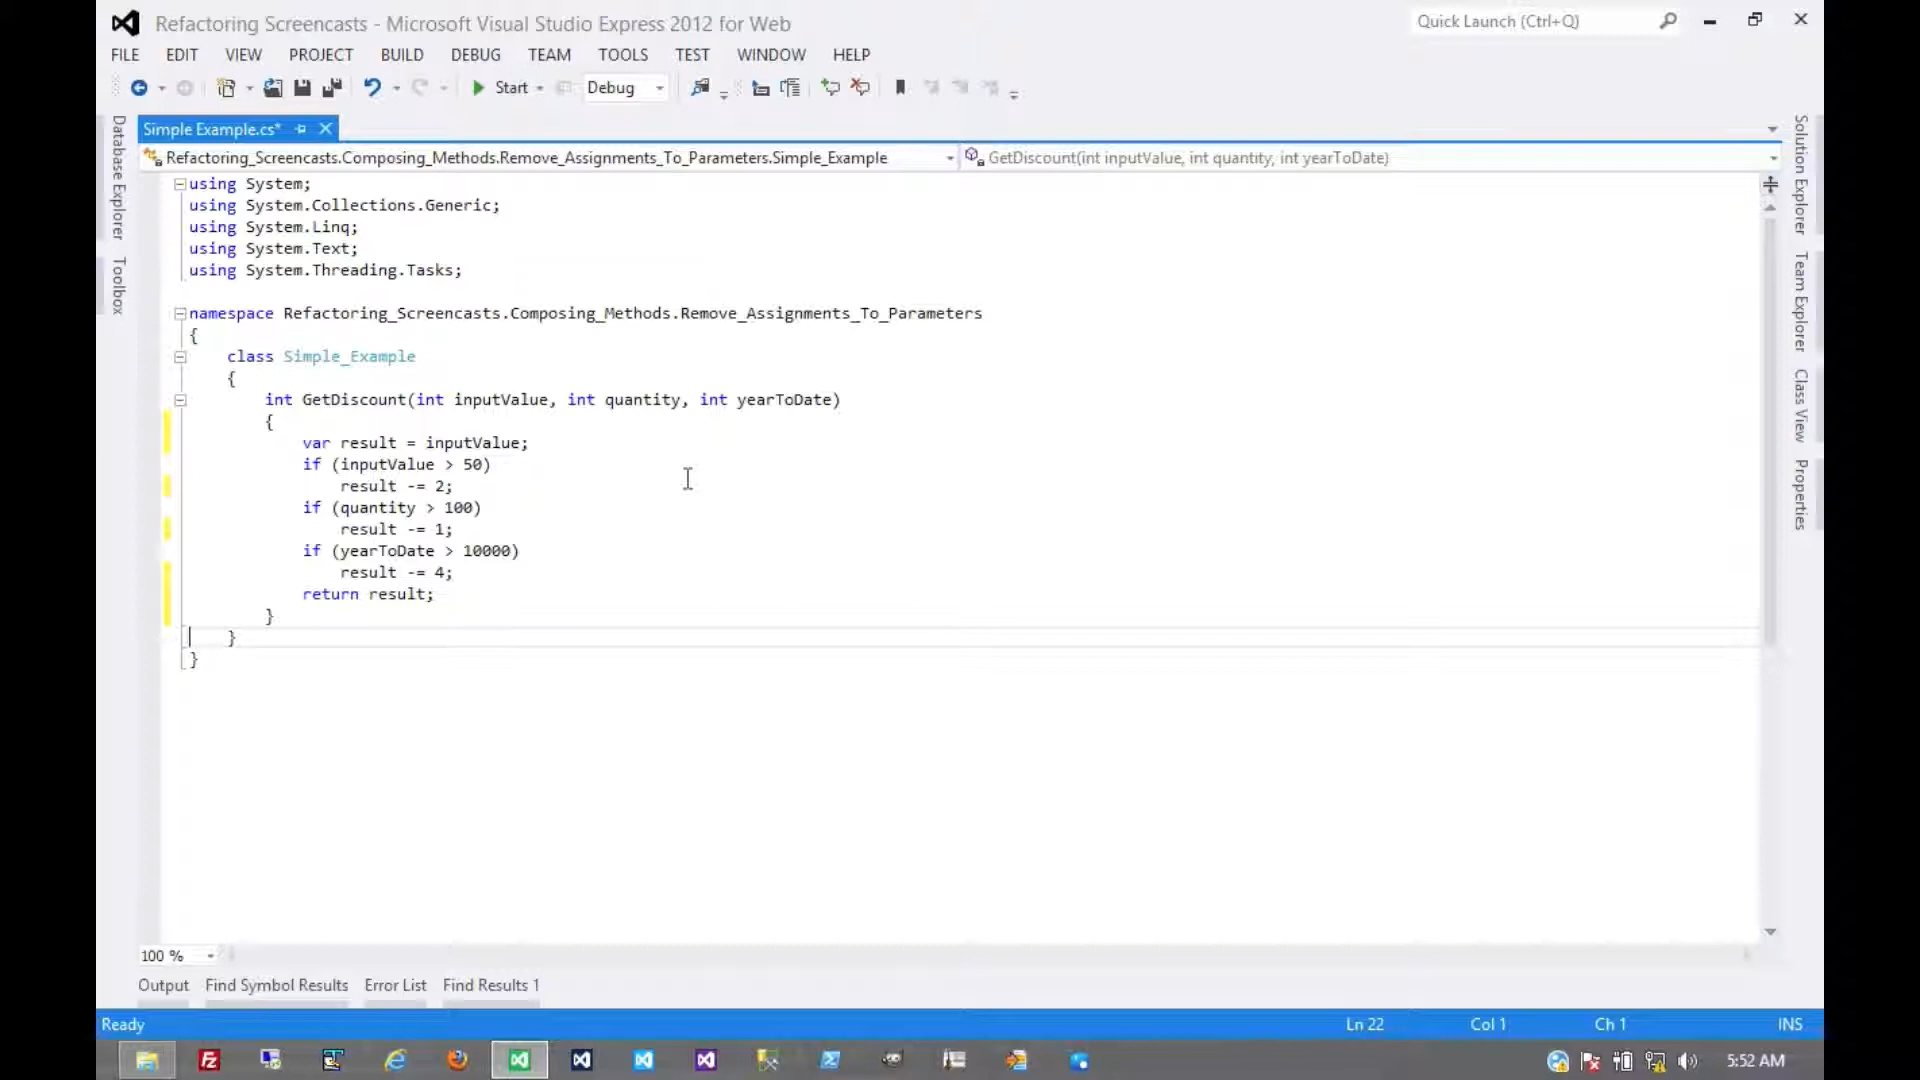 Refactoring Screencasts - Microsoft Visual Studio Express 2012 for Web
Quick Launch (Ctrl+Q)
FILE EDIT VIEW PROJECT BUILD DEBUG TEAM TOOLS TEST WINDOW HELP
Start Debug
Simple Example.cs*
Refactoring_Screencasts.Composing_Methods.Remove_Assignments_To_Parameters.Simple_Example
GetDiscount(int inputValue, int quantity, int yearToDate)
Database Explorer
Toolbox
using System;
using System.Collections.Generic;
using System.Linq;
using System.Text;
using System.Threading.Tasks;
namespace Refactoring_Screencasts.Composing_Methods.Remove_Assignments_To_Parameters
{
class Simple_Example
{
int GetDiscount(int inputValue, int quantity, int yearToDate)
{
var result = inputValue;
if (inputValue > 50)
result -= 2;
if (quantity > 100)
result -= 1;
if (yearToDate > 10000)
result -= 4;
return result;
}
}
}
Solution Explorer
Team Explorer
Class View
Properties
100 %
Output Find Symbol Results Error List Find Results 1
Ready Ln 22 Col 1 Ch 1 INS
5:52 AM